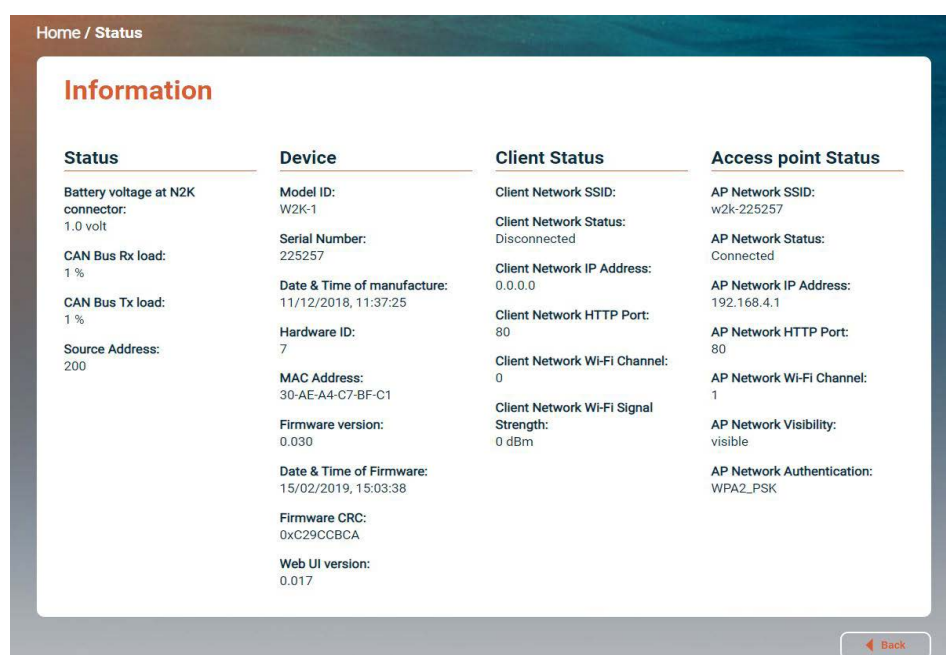 Home / Status
Information
Status
Battery voltage at N2K
connector:
1.0 volt
CAN Bus Rx load:
1 %
CAN Bus Tx load:
1 %
Source Address:
200
Device
Model ID:
W2K-1
Serial Number:
225257
Date & Time of manufacture:
11/12/2018, 11:37:25
Hardware ID:
7
MAC Address:
30-AE-A4-C7-BF-C1
Firmware version:
0.030
Date & Time of Firmware:
15/02/2019, 15:03:38
Firmware CRC:
0xC29CCBCA
Web UI version:
0.017
Client Status
Client Network SSID:
Client Network Status:
Disconnected
Client Network IP Address:
0.0.0.0
Client Network HTTP Port:
80
Client Network Wi-Fi Channel:
0
Client Network Wi-Fi Signal
Strength:
0 dBm
Access point Status
AP Network SSID:
w2k-225257
AP Network Status:
Connected
AP Network IP Address:
192.168.4.1
AP Network HTTP Port:
80
AP Network Wi-Fi Channel:
1
AP Network Visibility:
visible
AP Network Authentication:
WPA2_PSK
Back